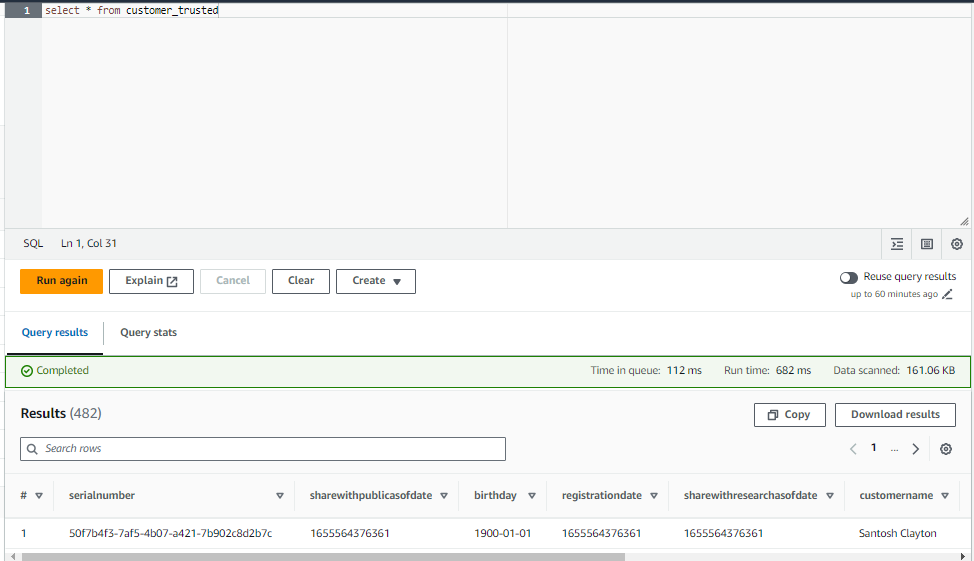 1 select * from customer_trusted
SQL Ln 1, Col 31
Run again Explain Cancel Clear Create Reuse query results
up to 60 minutes ago
Query results Query stats
Completed Time in queue: 112 ms Run time: 682 ms Data scanned: 161.06 KB
Results (482) Copy Download results
Search rows 1 ...
# serialnumber sharewithpublicasofdate birthday registrationdate sharewithresearchasofdate customername
1 50f7b4f3-7af5-4b07-a421-7b902c8d2b7c 1655564376361 1900-01-01 1655564376361 1655564376361 Santosh Clayton